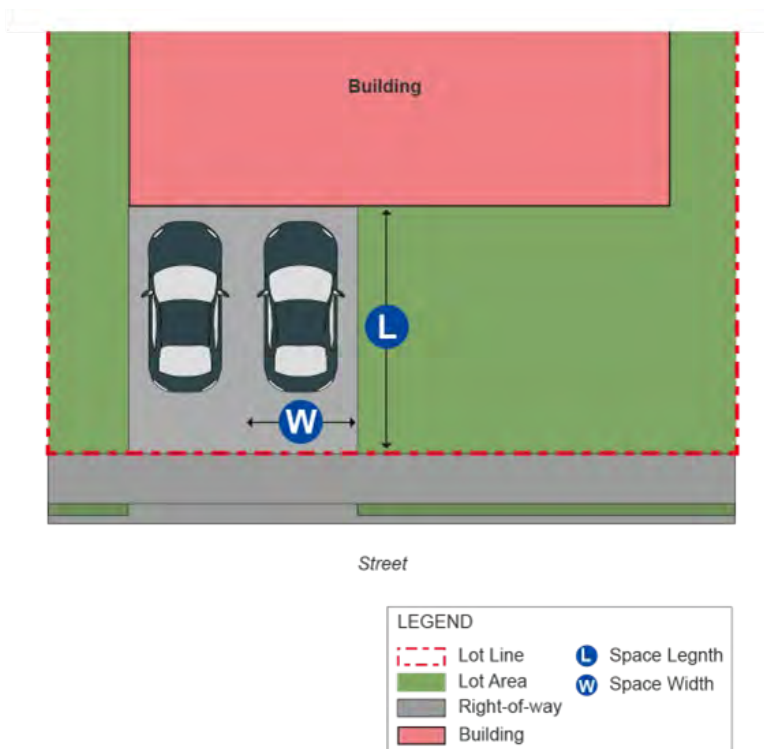 Building
L
W
Street
LEGEND
Lot Line
L Space Legnth
Lot Area
W Space Width
Right-of-way
Building